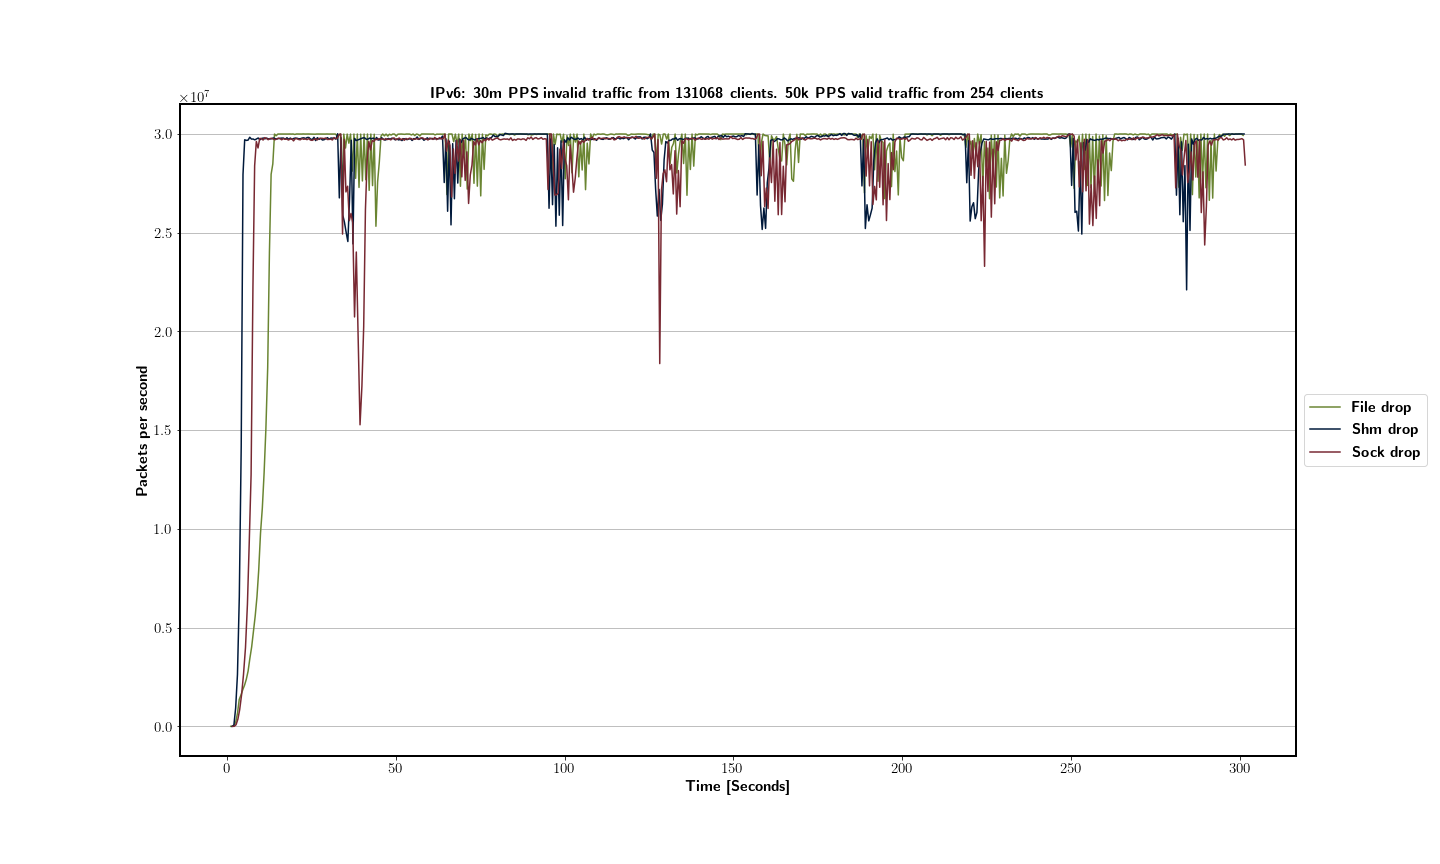 IPv6: 30m PPS invalid traffic from 131068 clients. 50k PPS valid traffic from 254 clients
×10⁷
3.0
2.5
2.0
1.5
1.0
0.5
0.0
Packets per second
0 50 100 150 200 250 300
Time [Seconds]
File drop
Shm drop
Sock drop